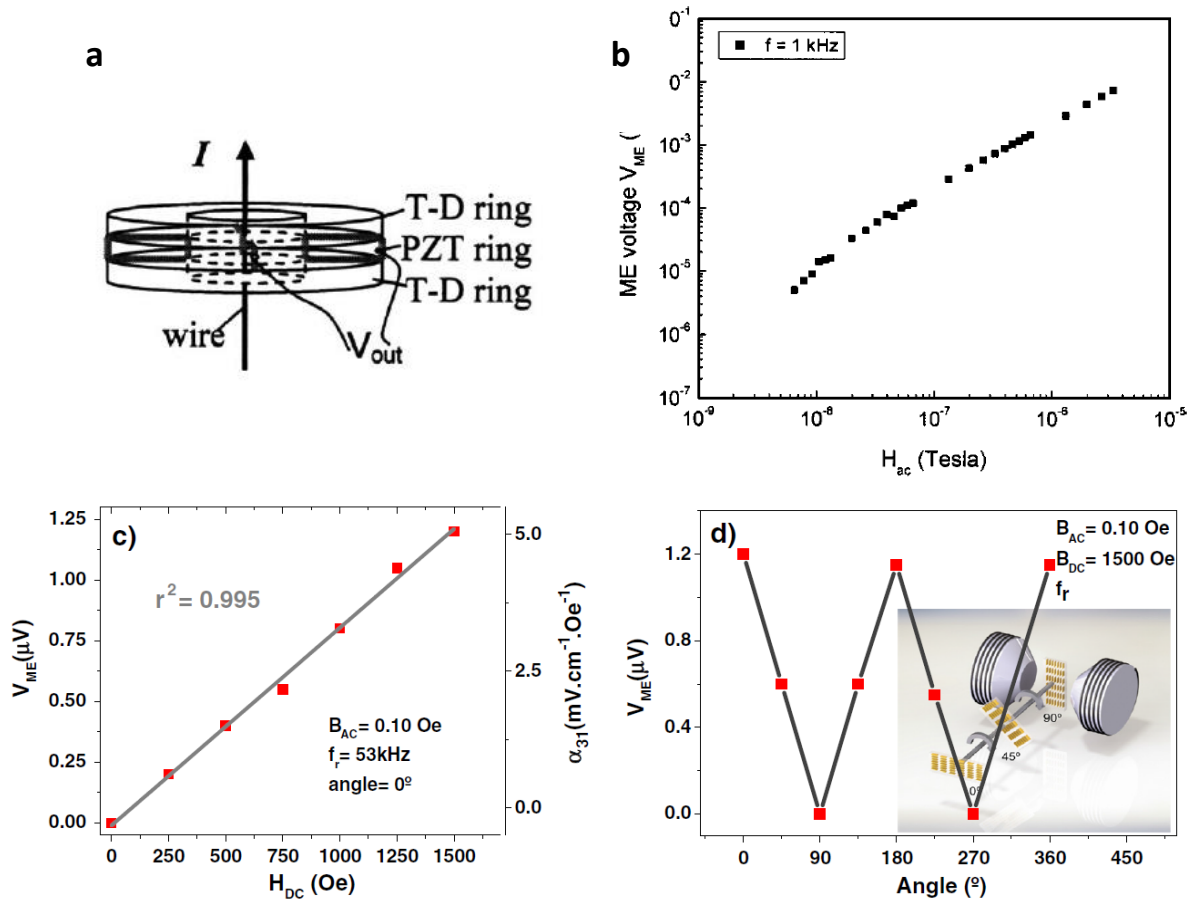 a
I
T-D ring
PZT ring
T-D ring
wire
Vout
b
f = 1 kHz
ME voltage V_ME (
0^-1
0^-2
10^-3
10^-4
10^-5
10^-6
10^-7
10^-9
10^-8
10^-7
10^-6
10^-5
H_ac (Tesla)
c)
r² = 0.995
V_ME(μV)
1.25
1.00
0.75
0.50
0.25
0.00
5.0
2.5
0.0
α_31(mV.cm^-1.Oe^-1)
B_AC= 0.10 Oe
f_r= 53kHz
angle= 0º
0 250 500 750 1000 1250 1500
H_DC (Oe)
d)
B_AC= 0.10 Oe
B_DC= 1500 Oe
f_r
V_ME(μV)
1.2
0.8
0.4
0.0
90º
45º
0º
0 90 180 270 360 450
Angle (º)